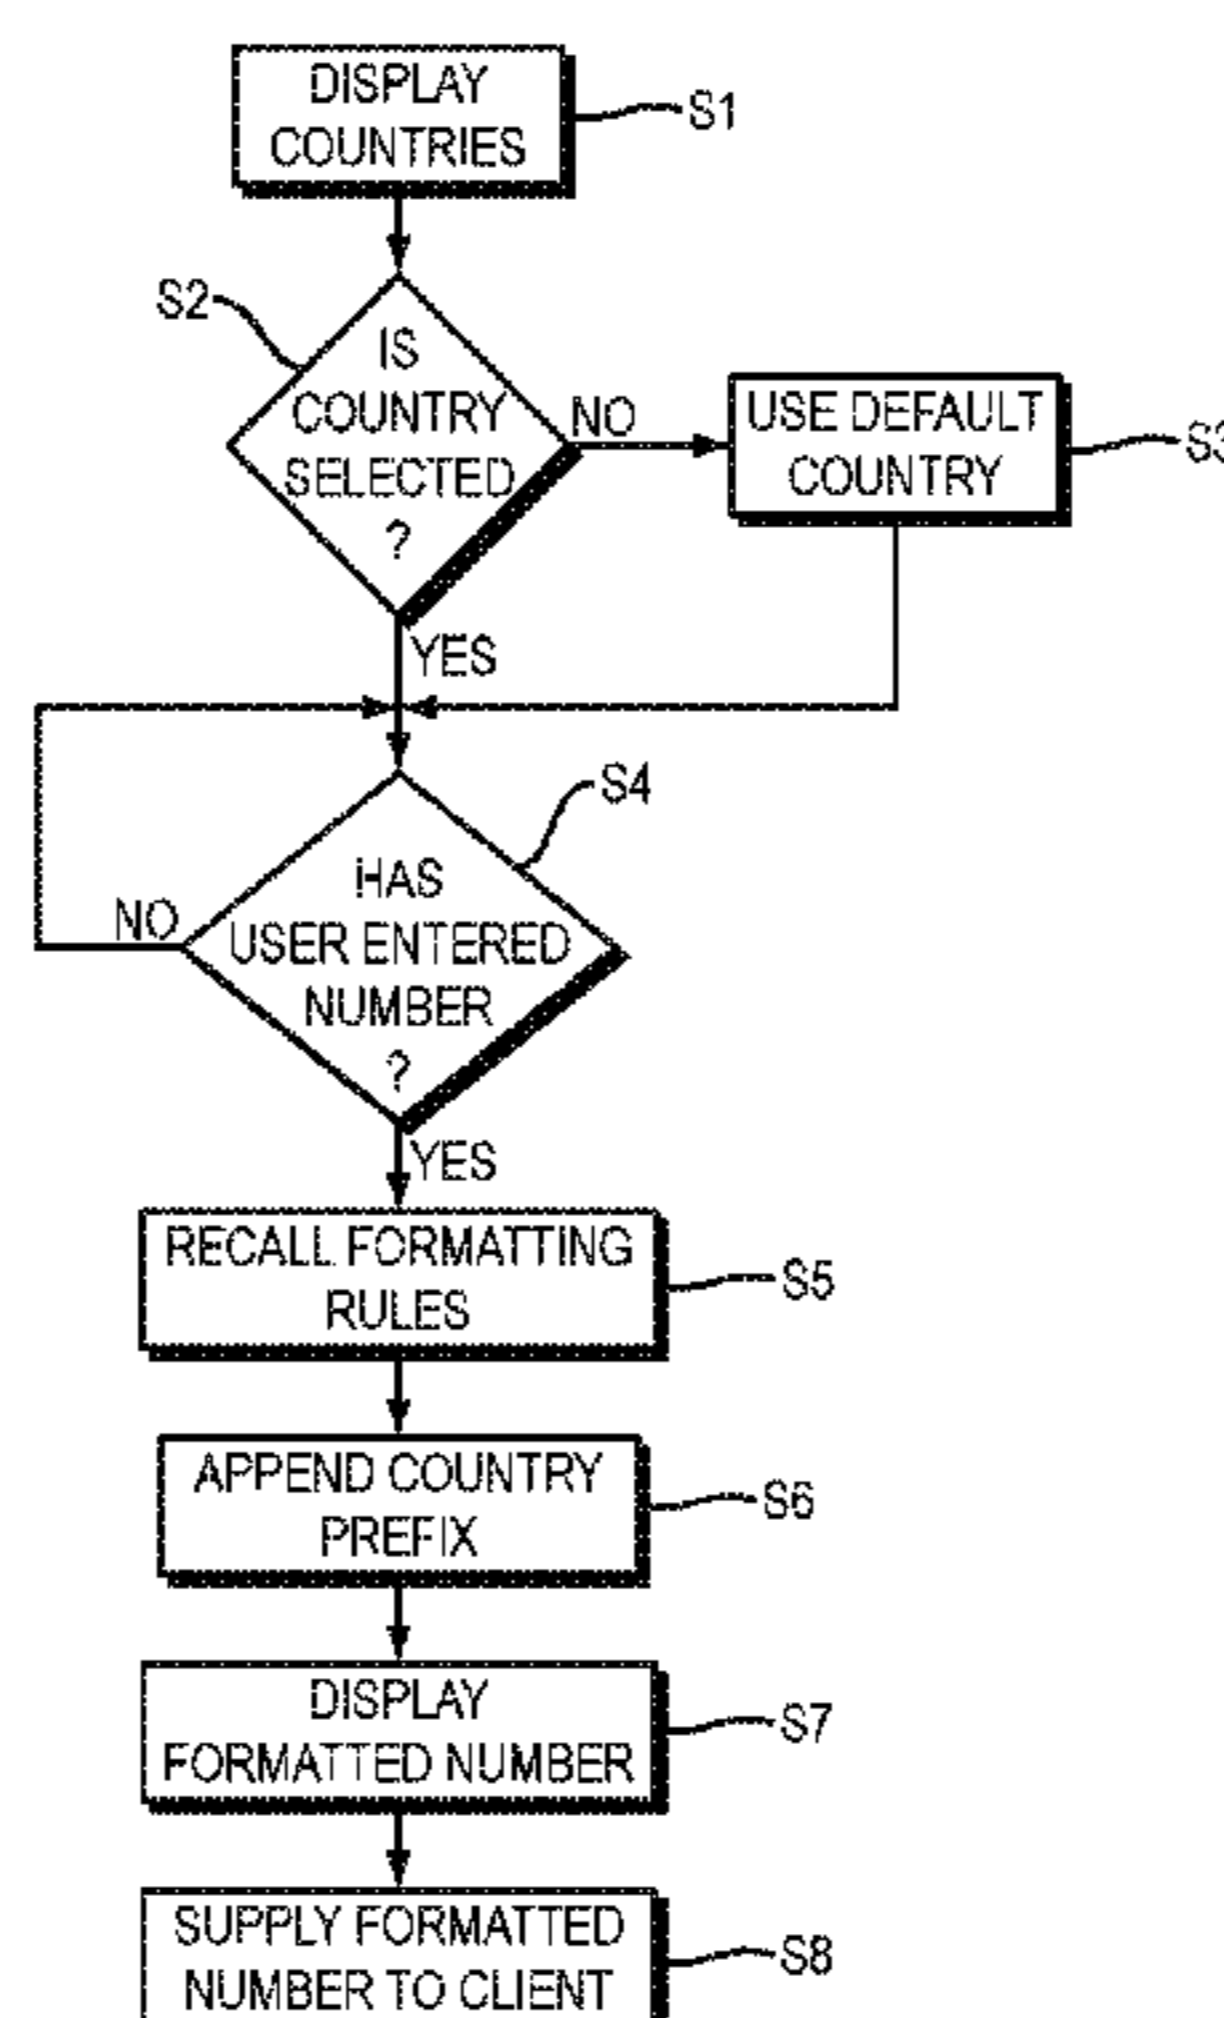 DISPLAY
COUNTRIES
S1
S2
IS
COUNTRY
SELECTED
?
NO
USE DEFAULT
COUNTRY
S3
YES
S4
HAS
USER ENTERED
NUMBER
?
NO
YES
RECALL FORMATTING
RULES
S5
APPEND COUNTRY
PREFIX
S6
DISPLAY
FORMATTED NUMBER
S7
SUPPLY FORMATTED
NUMBER TO CLIENT
S8